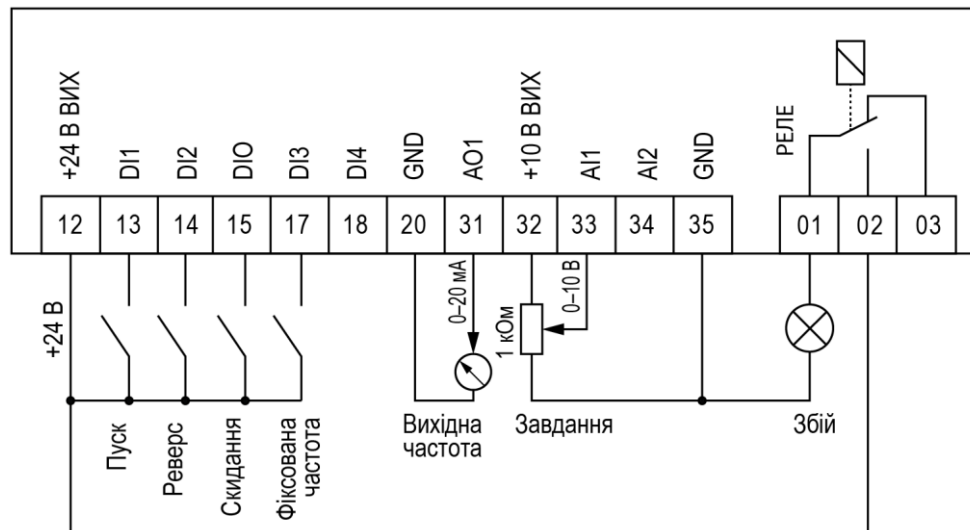 +24 В ВИХ
DI1
DI2
DIO
DI3
DI4
GND
AO1
+10 В ВИХ
AI1
AI2
GND
РЕЛЕ
12
13
14
15
17
18
20
31
32
33
34
35
01
02
03
+24 В
0–20 мА
1 кОм
0–10 В
Пуск
Реверс
Скидання
Фіксована
частота
Вихідна
частота
Завдання
Збій